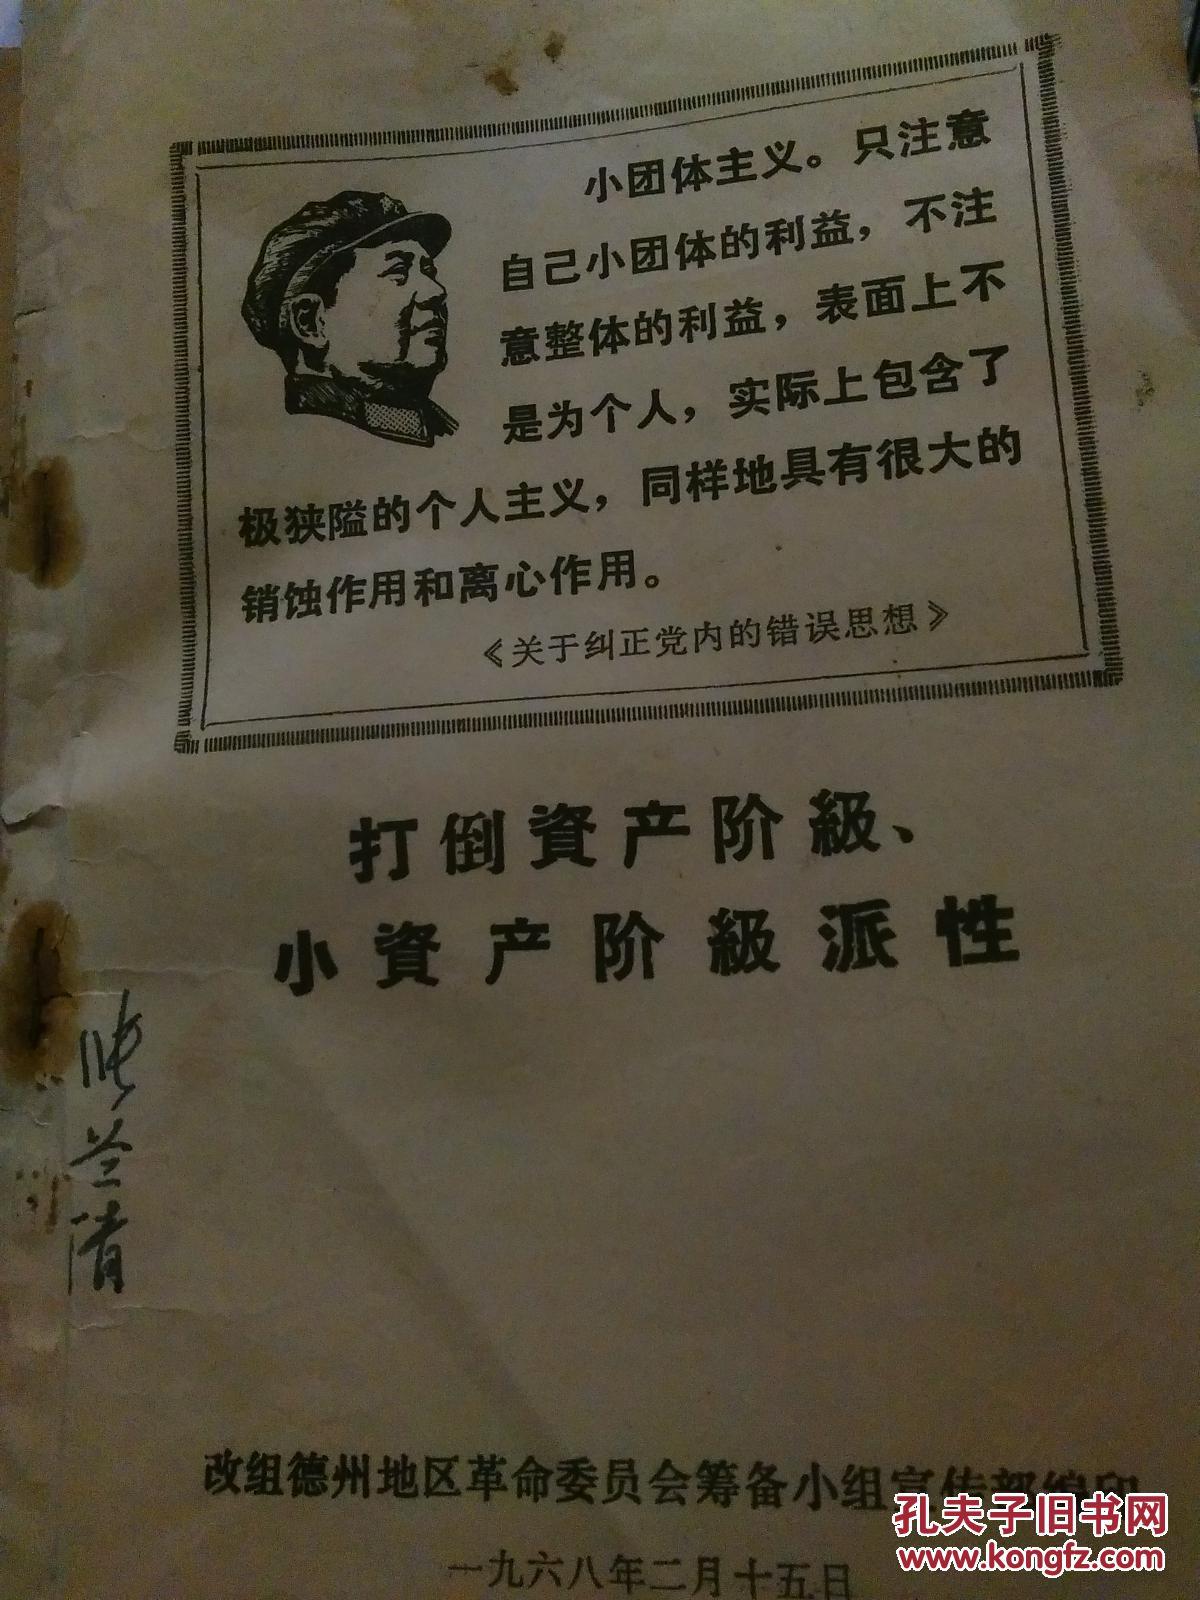 小团体主义。只注意
自己小团体的利益，不注
意整体的利益，表面上不
是为个人，实际上包含了
极狭隘的个人主义，同样地具有很大的
销蚀作用和离心作用。
《关于纠正党内的错误思想》
打倒資产阶級、
小資产阶級派性
兰清
改组德州地区革命委员会筹备小组宣传部编印
一九六八年二月十五日
孔夫子旧书网
www.kongfz.com